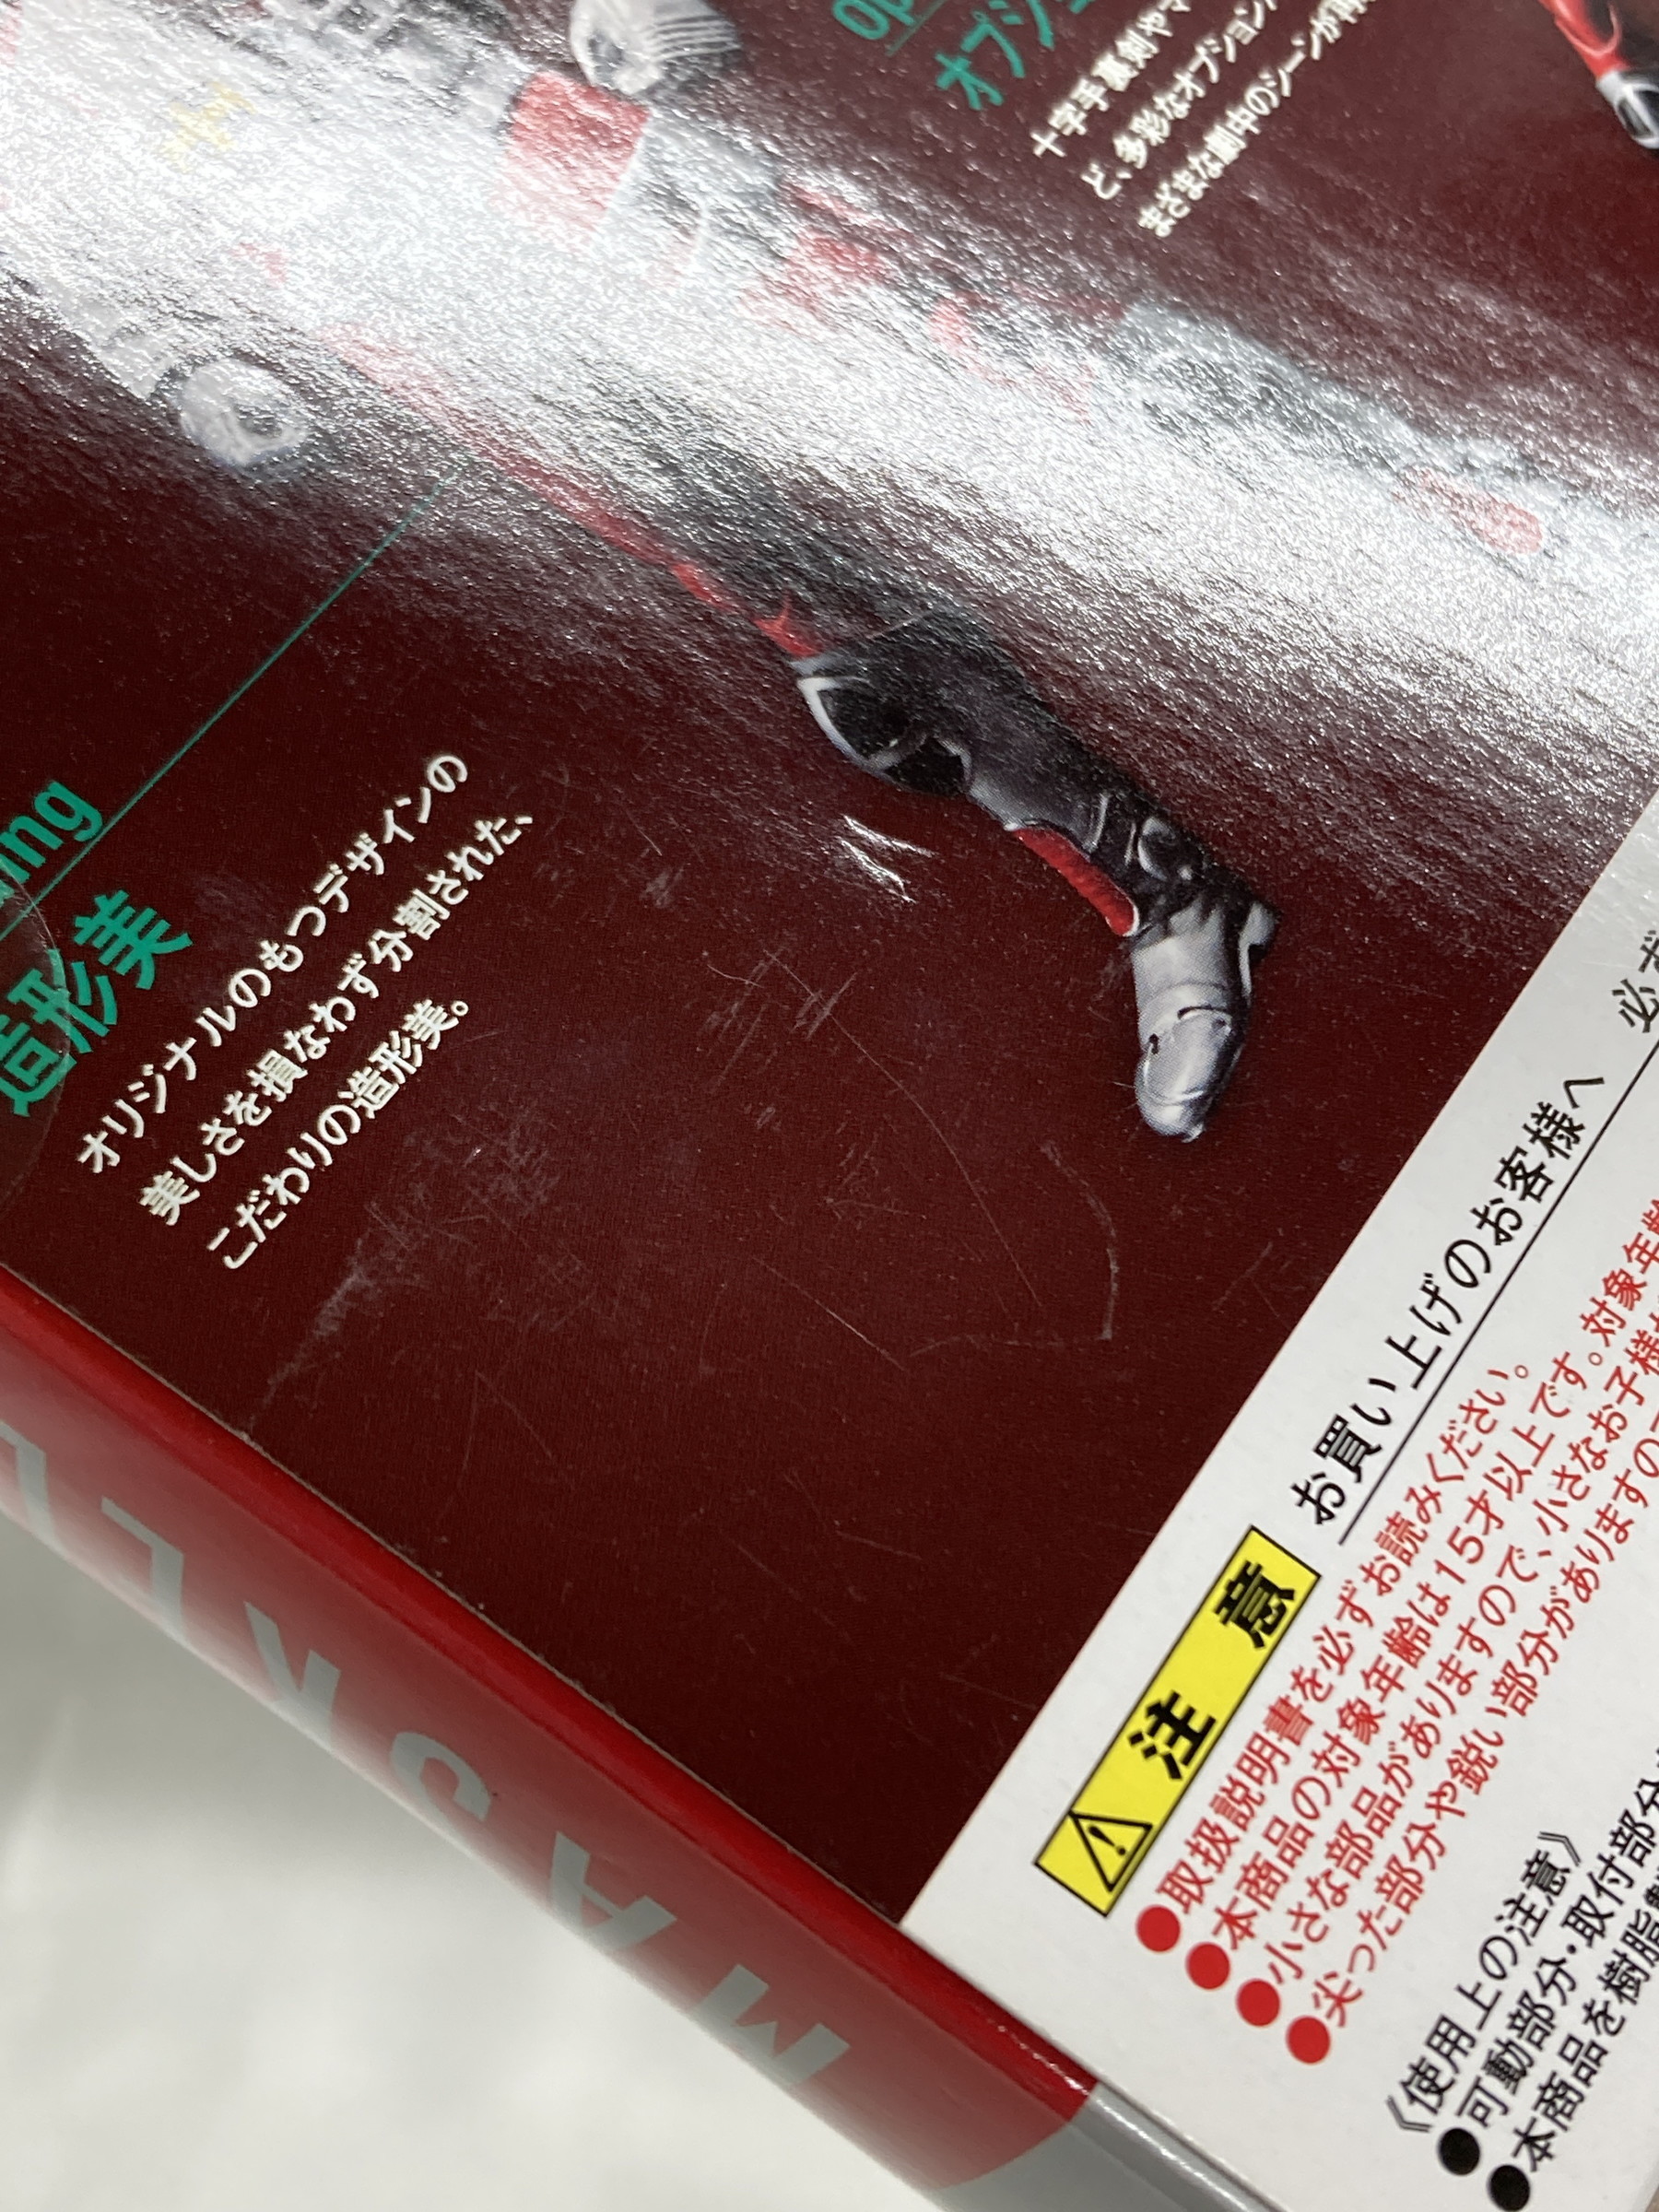 オプシ
十字手裏剣やマ
ど、多彩なオプション
まざまな劇中のシーンが再
ing
造形美
オリジナルのもつデザインの
美しさを損なわず分割された、
こだわりの造形美。
注意
お買い上げのお客様へ 必ず
●取扱説明書を必ずお読みください。
●本商品の対象年齢は15才以上です。対象年齢
●小さな部品がありますので、小さなお子様が
●尖った部分や鋭い部分がありますの
《使用上の注意》
●可動部分・取付部分
●本商品を樹脂製